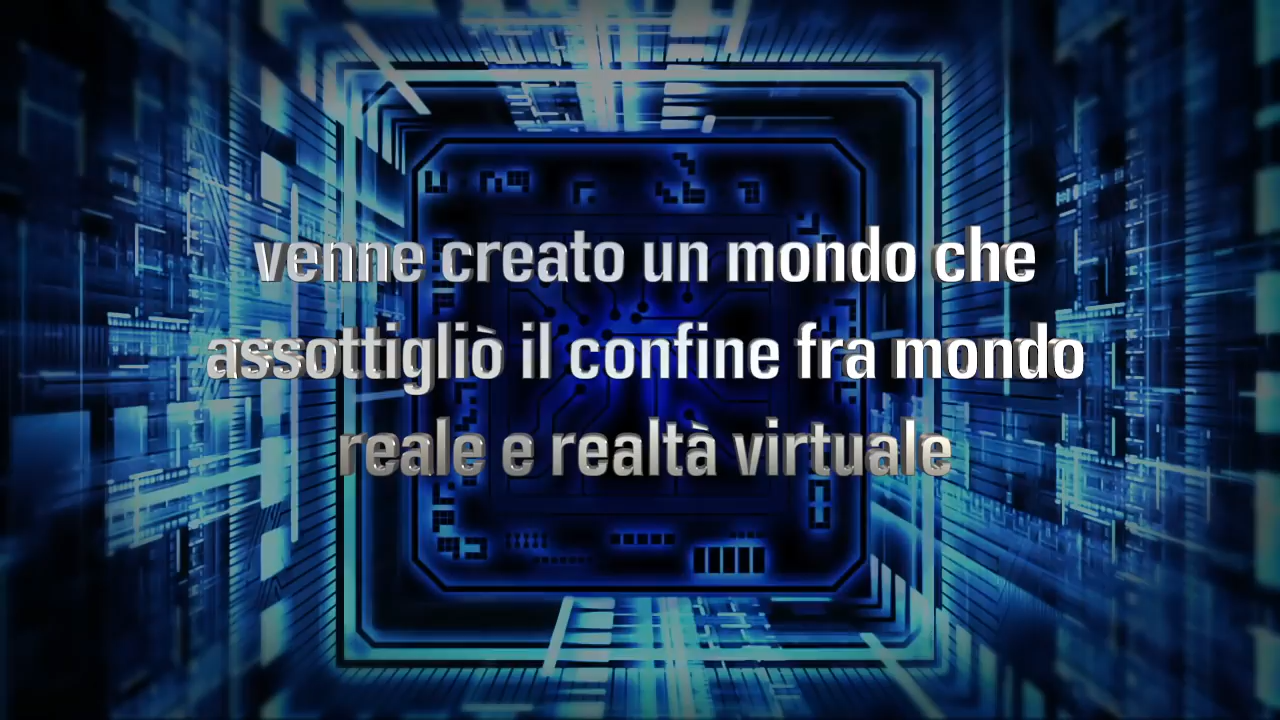 venne creato un mondo che
assottigliò il confine fra mondo
reale e realtà virtuale